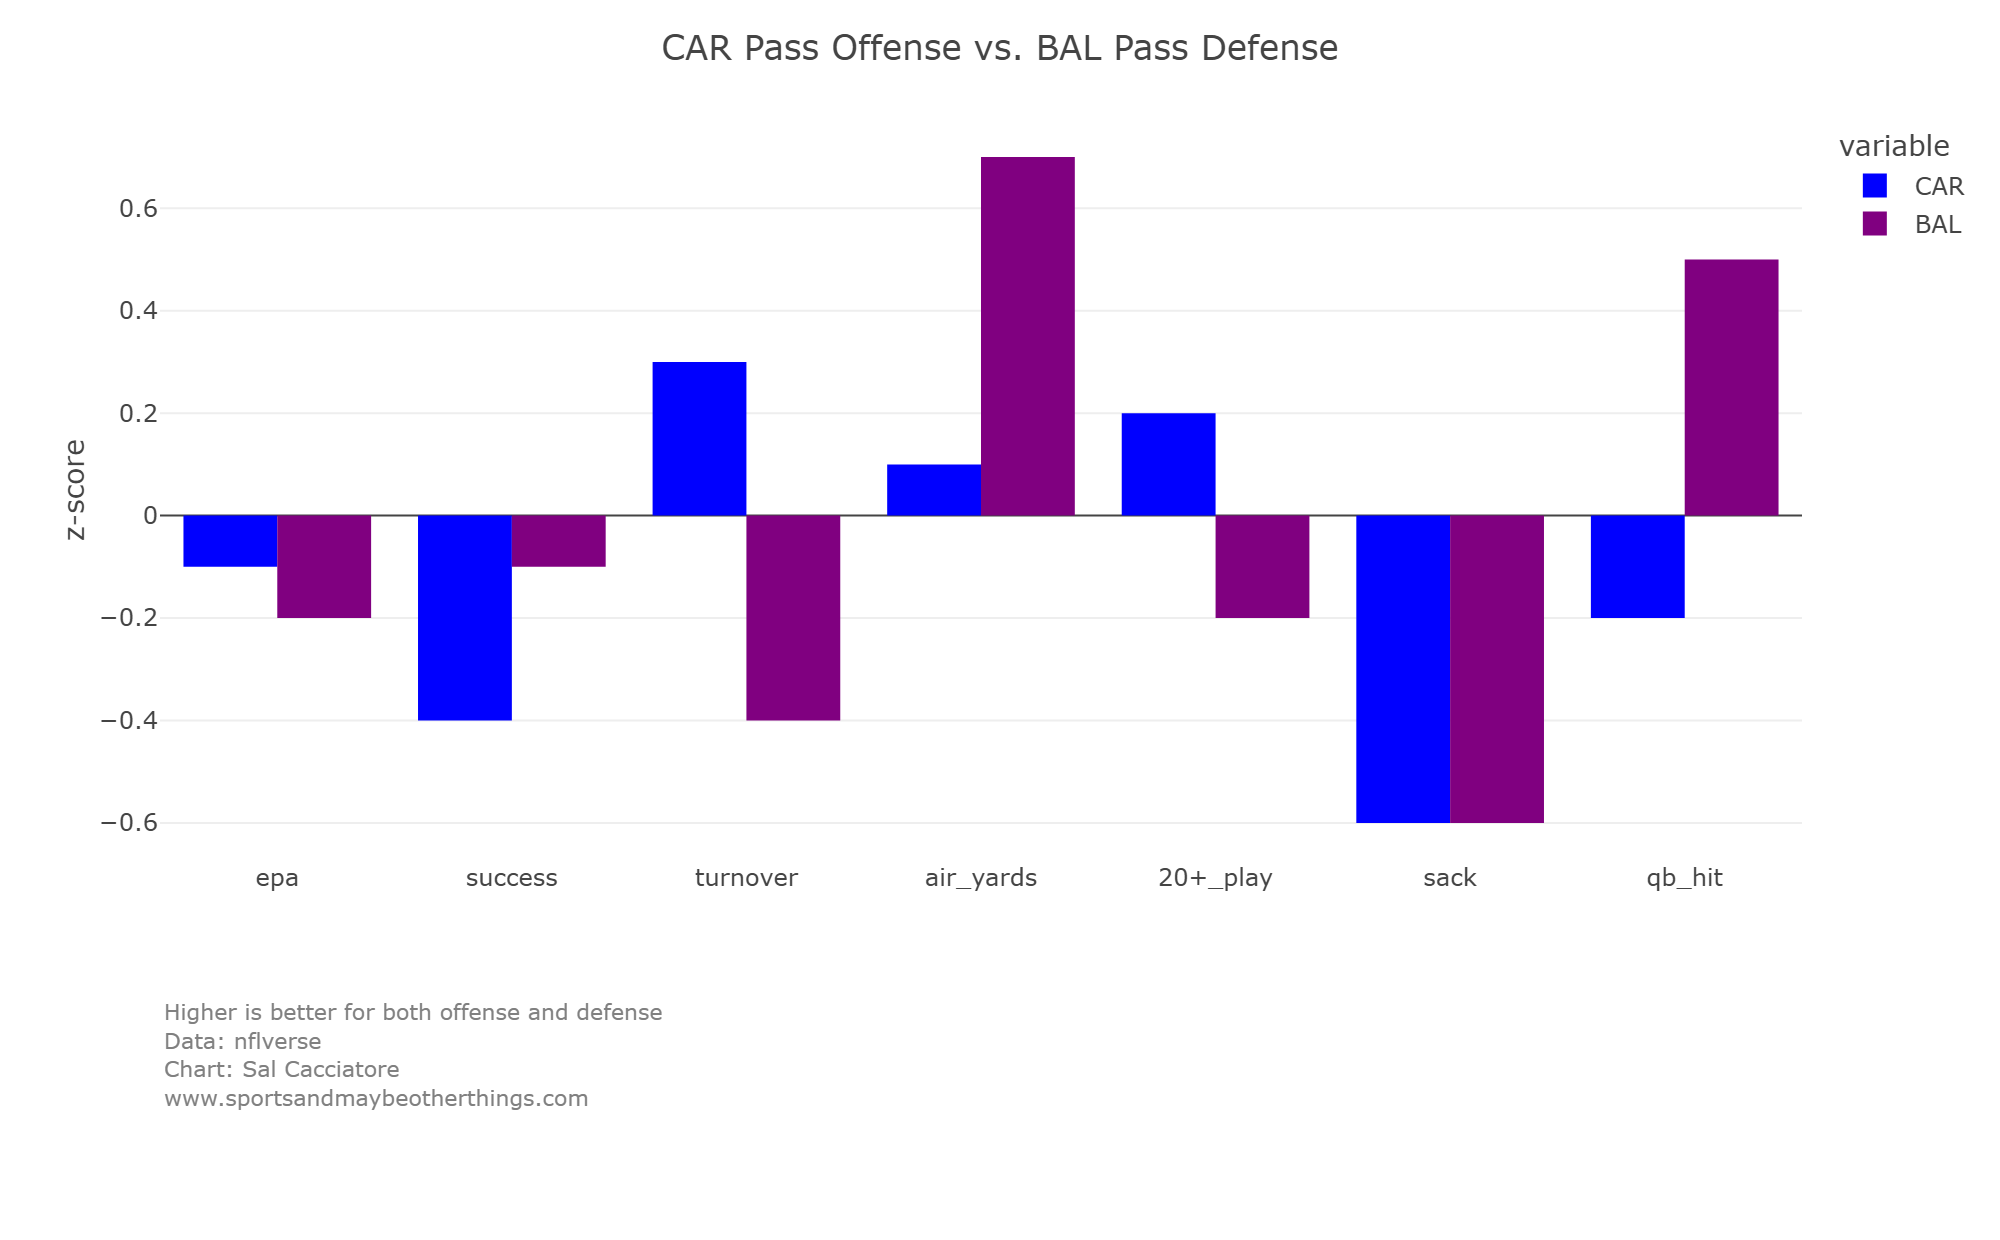 CAR Pass Offense vs. BAL Pass Defense
variable
CAR
BAL
z-score
0.6
0.4
0.2
0
−0.2
−0.4
−0.6
epa
success
turnover
air_yards
20+_play
sack
qb_hit
Higher is better for both offense and defense
Data: nflverse
Chart: Sal Cacciatore
www.sportsandmaybeotherthings.com